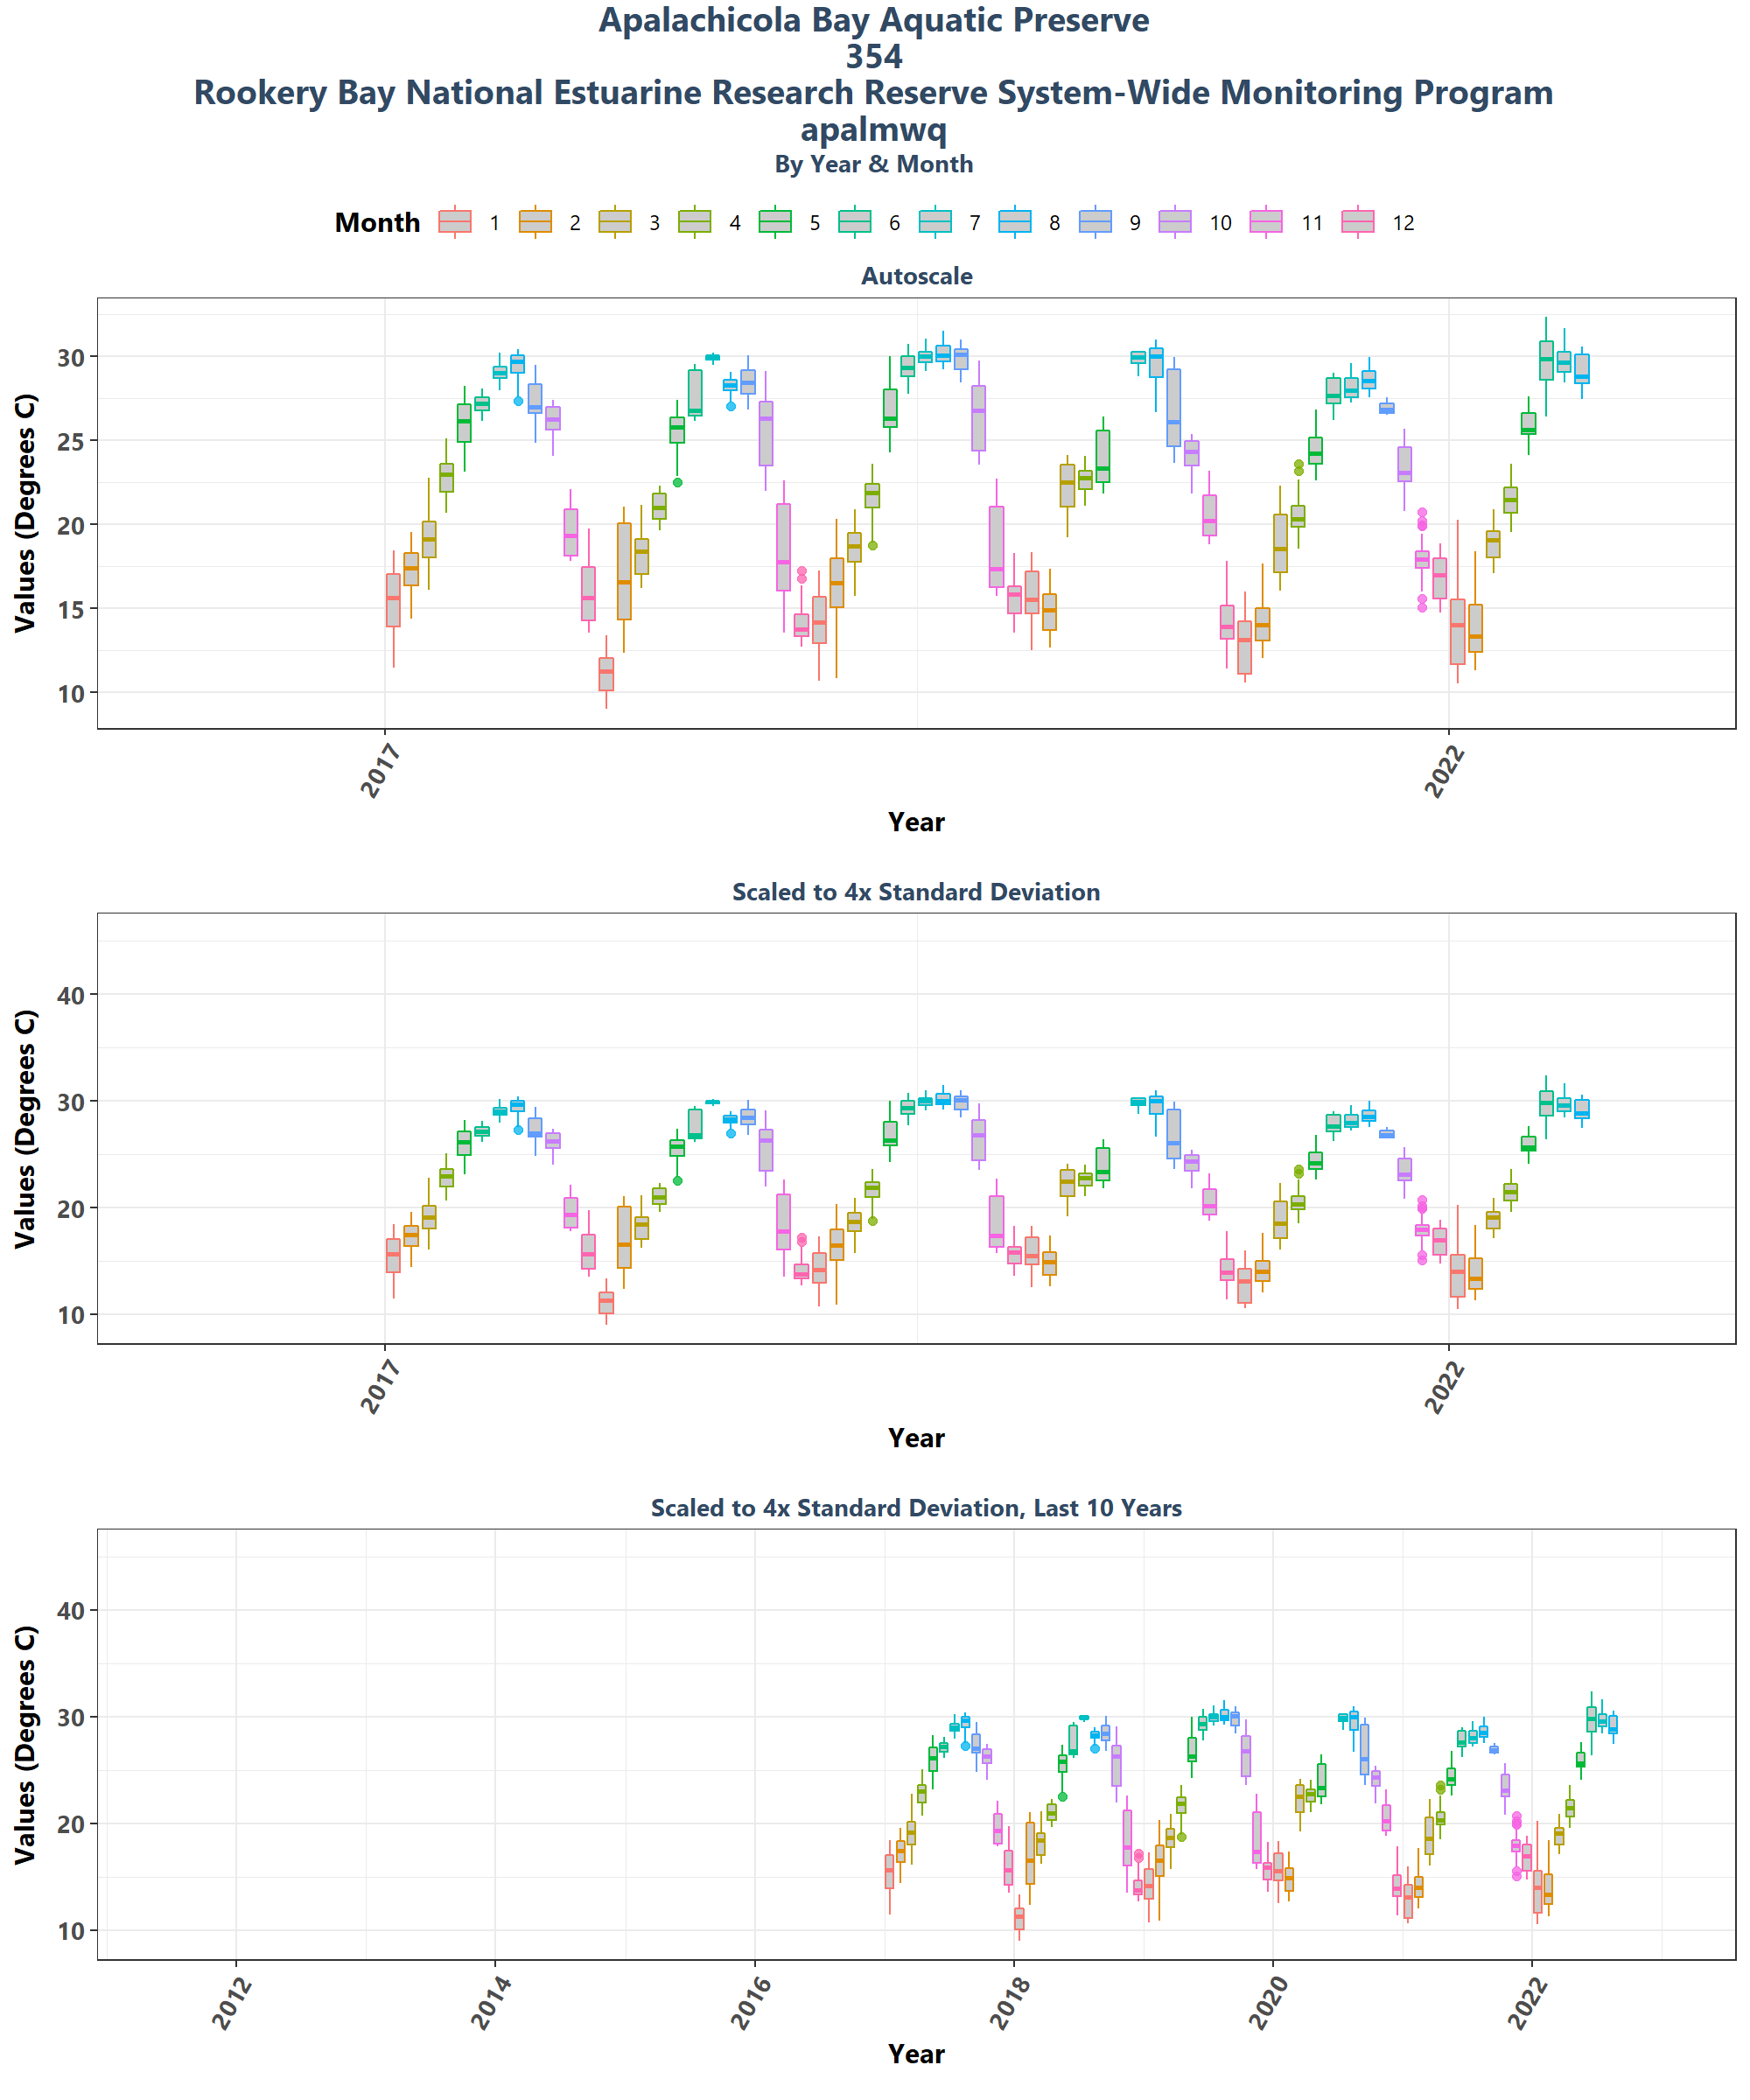 Apalachicola Bay Aquatic Preserve
354
Rookery Bay National Estuarine Research Reserve System-Wide Monitoring Program
apalmwq
By Year & Month
Month 1 2 3 4 5 6 7 8 9 10 11 12
Autoscale
Values (Degrees C)
30
25
20
15
10
2017 2022
Year
Scaled to 4x Standard Deviation
Values (Degrees C)
40
30
20
10
2017 2022
Year
Scaled to 4x Standard Deviation, Last 10 Years
Values (Degrees C)
40
30
20
10
2012 2014 2016 2018 2020 2022
Year